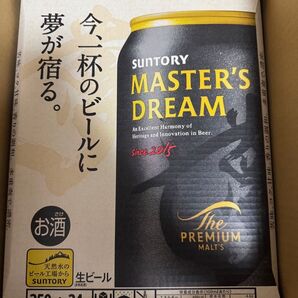 今、一杯のビールに
夢が宿る。
SUNTORY
MASTER'S
DREAM
An Excellent Harmony of
Heritage and Innovation in Beer.
since 2015
The
PREMIUM
MALT'S
お酒
天然水の
ビール工場から
SUNTORY
生ビール